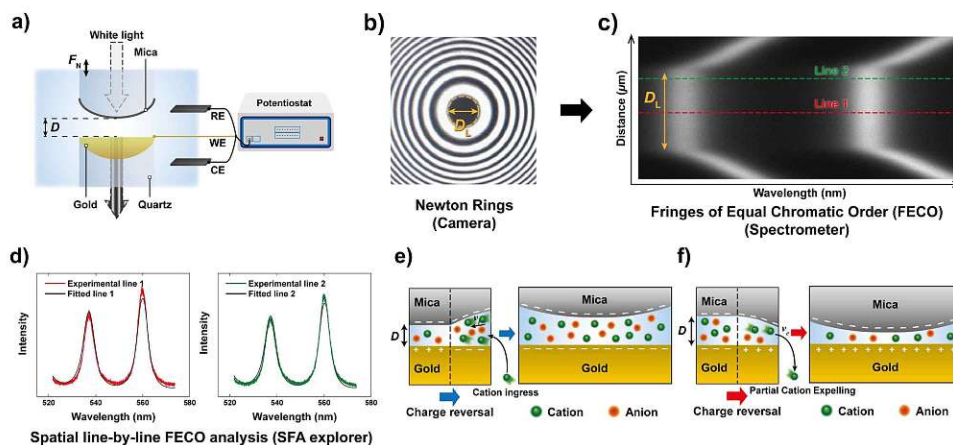 a)
White light
Mica
F_N
D
RE
WE
CE
Potentiostat
Gold
Quartz
b)
D_L
Newton Rings
(Camera)
c)
Distance (μm)
D_L
Line 2
Line 1
Wavelength (nm)
Fringes of Equal Chromatic Order (FECO)
(Spectrometer)
d)
Intensity
Experimental line 1
Fitted line 1
520 540 560 580
Wavelength (nm)
Intensity
Experimental line 2
Fitted line 2
520 540 560 580
Wavelength (nm)
Spatial line-by-line FECO analysis (SFA explorer)
e)
Mica
D
Gold
Cation ingress
Charge reversal
Mica
Gold
Cation
Anion
f)
Mica
D
Gold
Partial Cation Expelling
Charge reversal
Mica
Gold
Cation
Anion